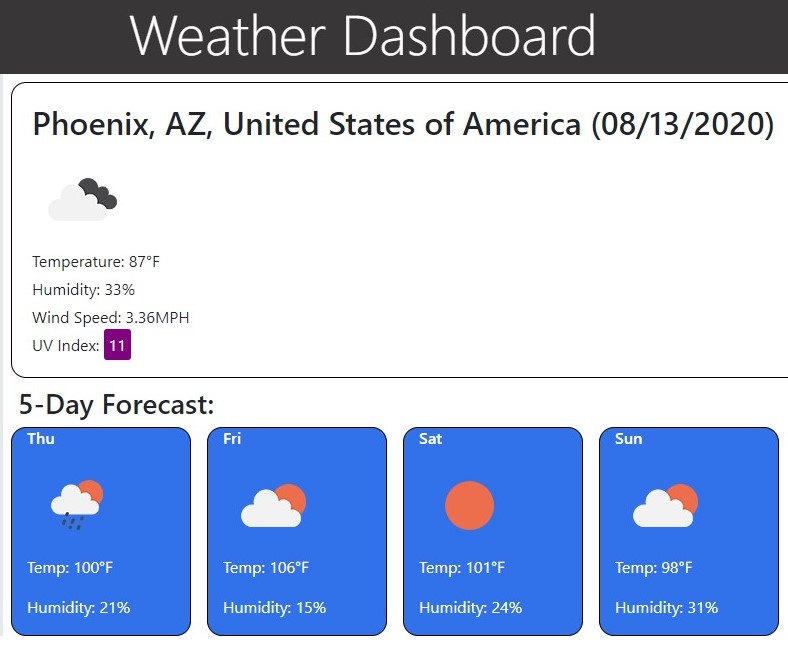 Weather Dashboard
Phoenix, AZ, United States of America (08/13/2020)
Temperature: 87°F
Humidity: 33%
Wind Speed: 3.36MPH
UV Index: 11
5-Day Forecast:
Thu
Temp: 100°F
Humidity: 21%
Fri
Temp: 106°F
Humidity: 15%
Sat
Temp: 101°F
Humidity: 24%
Sun
Temp: 98°F
Humidity: 31%